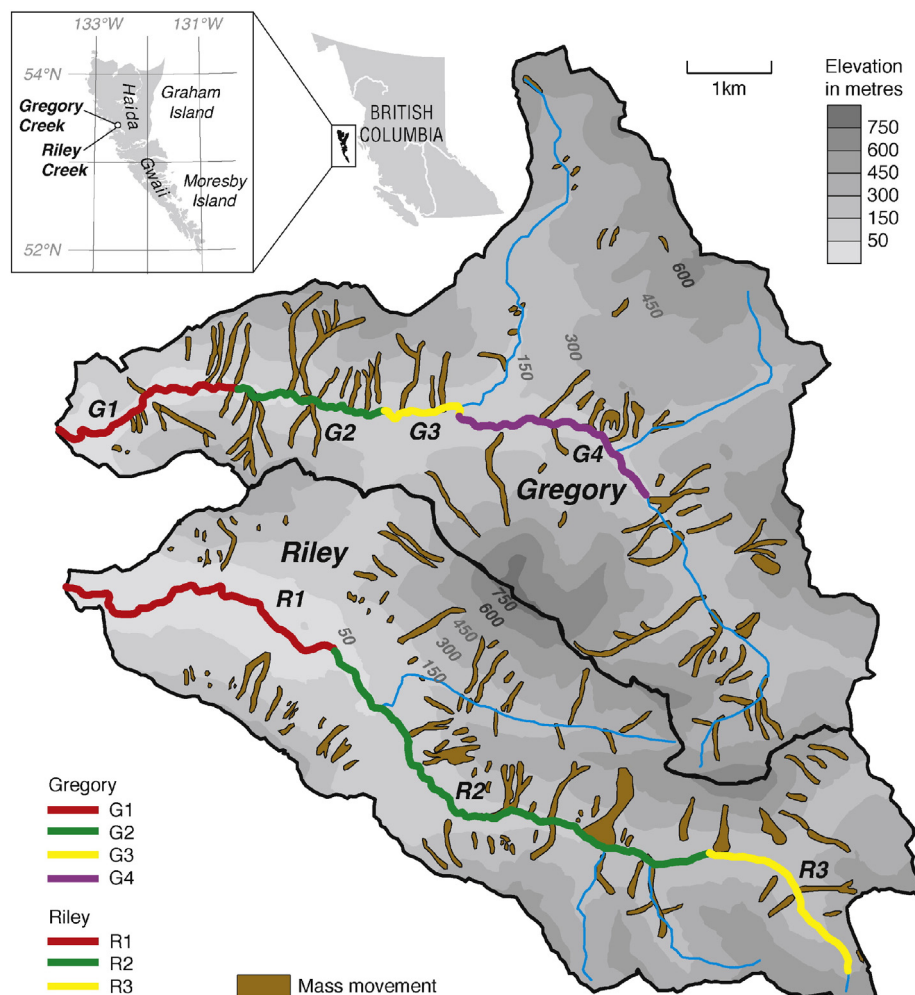 133°W
131°W
54°N
52°N
Haida
Gwaii
Graham
Island
Gregory
Creek
Riley
Creek
Moresby
Island
BRITISH
COLUMBIA
1km
Elevation
in metres
750
600
450
300
150
50
600
450
300
150
G1
G2
G3
G4
Gregory
Riley
R1
50
750
600
450
300
150
R2
R3
Gregory
G1
G2
G3
G4
Riley
R1
R2
R3
Mass movement